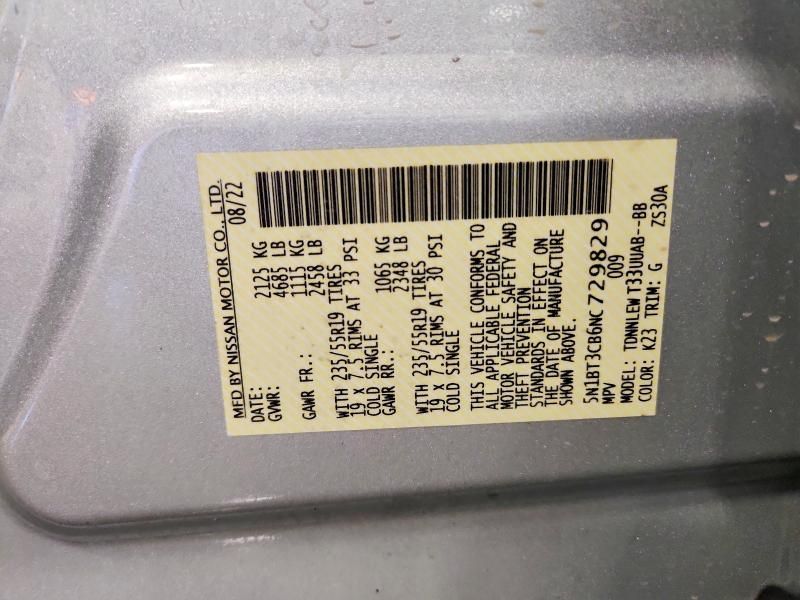 MFD BY NISSAN MOTOR CO., LTD.
DATE: 08/22
GVWR: 2125 KG
4685 LB
GAWR FR.: 1115 KG
2458 LB
WITH 235/55R19 TIRES
19 x 7.5 RIMS AT 33 PSI
COLD SINGLE
GAWR RR.: 1065 KG
2348 LB
WITH 235/55R19 TIRES
19 x 7.5 RIMS AT 30 PSI
COLD SINGLE
THIS VEHICLE CONFORMS TO
ALL APPLICABLE FEDERAL
MOTOR VEHICLE SAFETY AND
THEFT PREVENTION
STANDARDS IN EFFECT ON
THE DATE OF MANUFACTURE
SHOWN ABOVE.
5N1BT3CB6NC729829
MPV 009
MODEL: TDNNLEW T33UUAB--BB
COLOR: K23 TRIM: G ZS30A